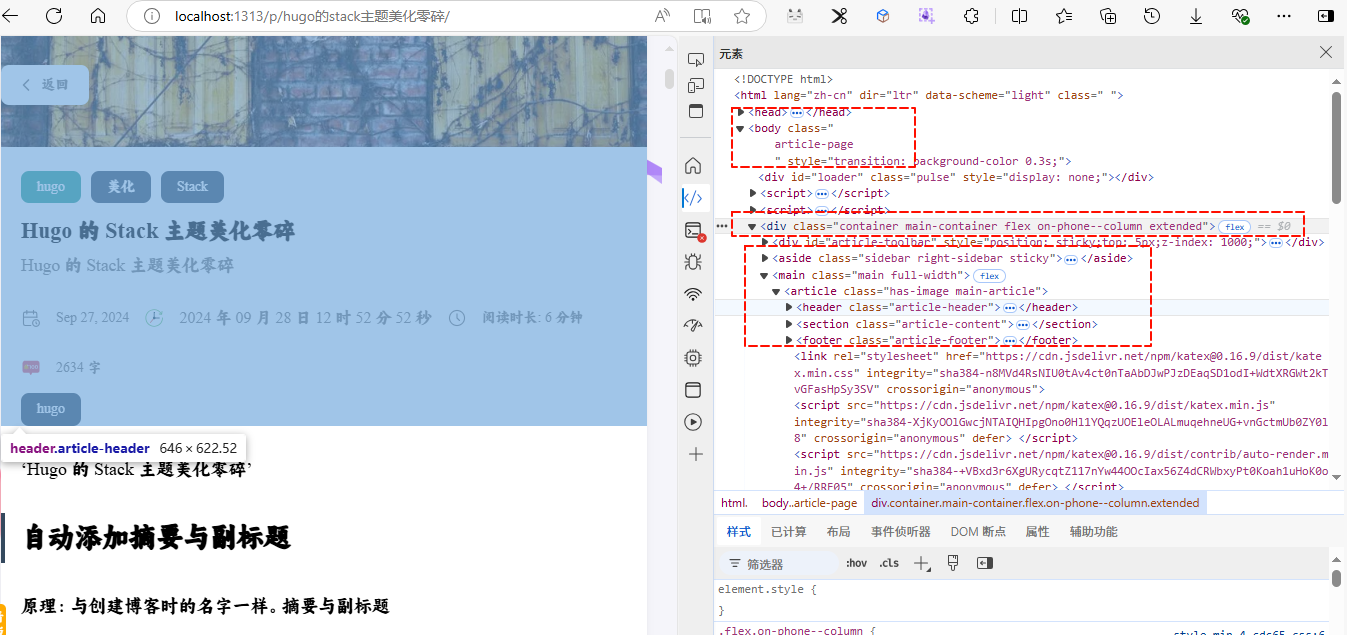 localhost:1313/p/hugo的stack主题美化零碎/
返回
hugo
美化
Stack
Hugo 的 Stack 主题美化零碎
Hugo 的 Stack 主题美化零碎
Sep 27, 2024
2024 年 09 月 28 日 12 时 52 分 52 秒
阅读时长: 6 分钟
2634 字
hugo
header.article-header 646 × 622.52
‘Hugo 的 Stack 主题美化零碎’
自动添加摘要与副标题
原理：与创建博客时的名字一样。摘要与副标题
元素
<!DOCTYPE html>
<html lang="zh-cn" dir="ltr" data-scheme="light" class=" ">
<head>…</head>
<body class="
article-page
" style="transition: background-color 0.3s;">
<div id="loader" class="pulse" style="display: none;"></div>
<script>…</script>
<script>…</script>
<div class="container main-container flex on-phone--column extended"> flex == $0
<div id="article-toolbar" style="position: sticky;top: 5px;z-index: 1000;">…</div>
<aside class="sidebar right-sidebar sticky">…</aside>
<main class="main full-width"> flex
<article class="has-image main-article">
<header class="article-header">…</header>
<section class="article-content">…</section>
<footer class="article-footer">…</footer>
<link rel="stylesheet" href="https://cdn.jsdelivr.net/npm/katex@0.16.9/dist/kate
x.min.css" integrity="sha384-n8MVd4RsNIU0tAv4ct0nTaAbDJwPJzDEaqSD1odI+WdtXRGWt2kT
vGFasHpSy3SV" crossorigin="anonymous">
<script src="https://cdn.jsdelivr.net/npm/katex@0.16.9/dist/katex.min.js"
integrity="sha384-XjKyOOlGwcjNTAIQHIpgOno0Hl1YQqzUOEleOLALmuqehneUG+vnGctmUb0ZY0l
8" crossorigin="anonymous" defer> </script>
<script src="https://cdn.jsdelivr.net/npm/katex@0.16.9/dist/contrib/auto-render.m
in.js" integrity="sha384-+VBxd3r6XgURycqtZ117nYw44OOcIax56Z4dCRWbxyPt0Koah1uHoK0o
4+/RRE05" crossorigin="anonymous" defer> </script>
html. body..article-page div.container.main-container.flex.on-phone--column.extended
样式 已计算 布局 事件侦听器 DOM 断点 属性 辅助功能
筛选器 :hov .cls
element.style {
}
.flex.on-phone--column {